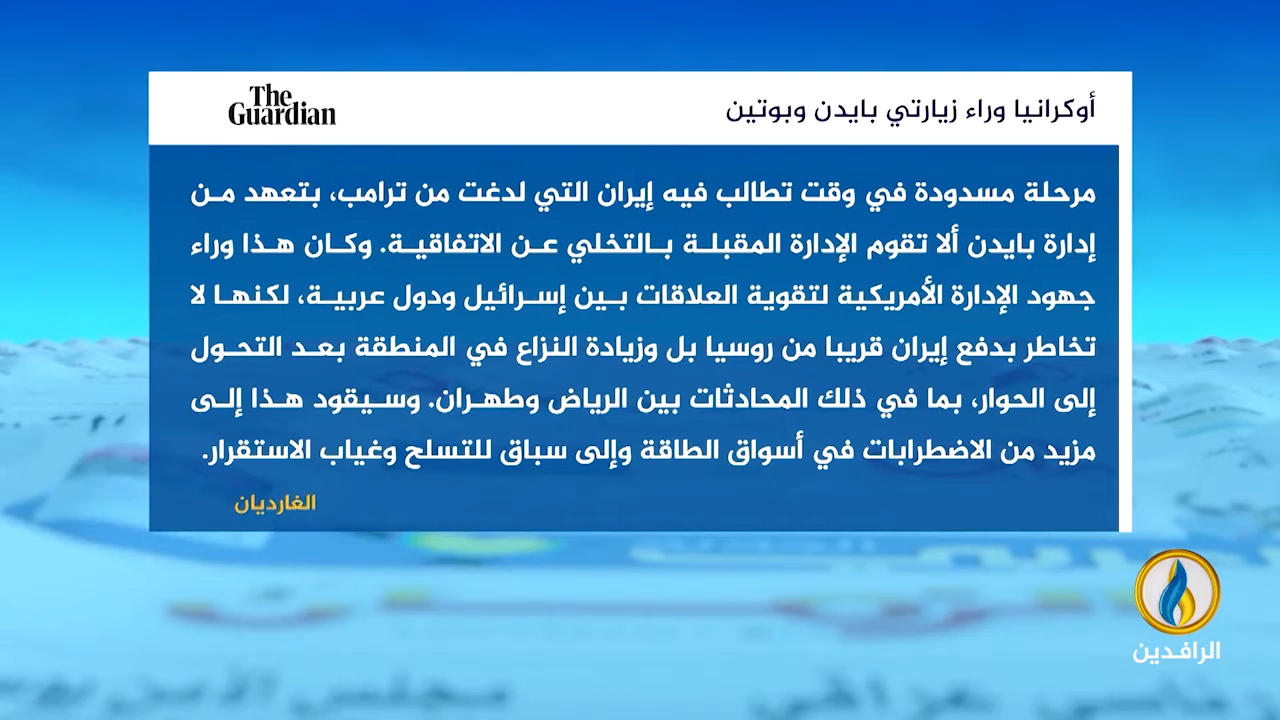 The Guardian
أوكرانيا وراء زيارتي بايدن وبوتين
مرحلة مسدودة في وقت تطالب فيه إيران التي لدغت من ترامب، بتعهد من
إدارة بايدن ألا تقوم الإدارة المقبلة بالتخلي عن الاتفاقية. وكان هذا وراء
جهود الإدارة الأمريكية لتقوية العلاقات بين إسرائيل ودول عربية، لكنها لا
تخاطر بدفع إيران قريبا من روسيا بل وزيادة النزاع في المنطقة بعد التحول
إلى الحوار، بما في ذلك المحادثات بين الرياض وطهران. وسيقود هذا إلى
مزيد من الاضطرابات في أسواق الطاقة وإلى سباق للتسلح وغياب الاستقرار.
الغارديان
الرافدين